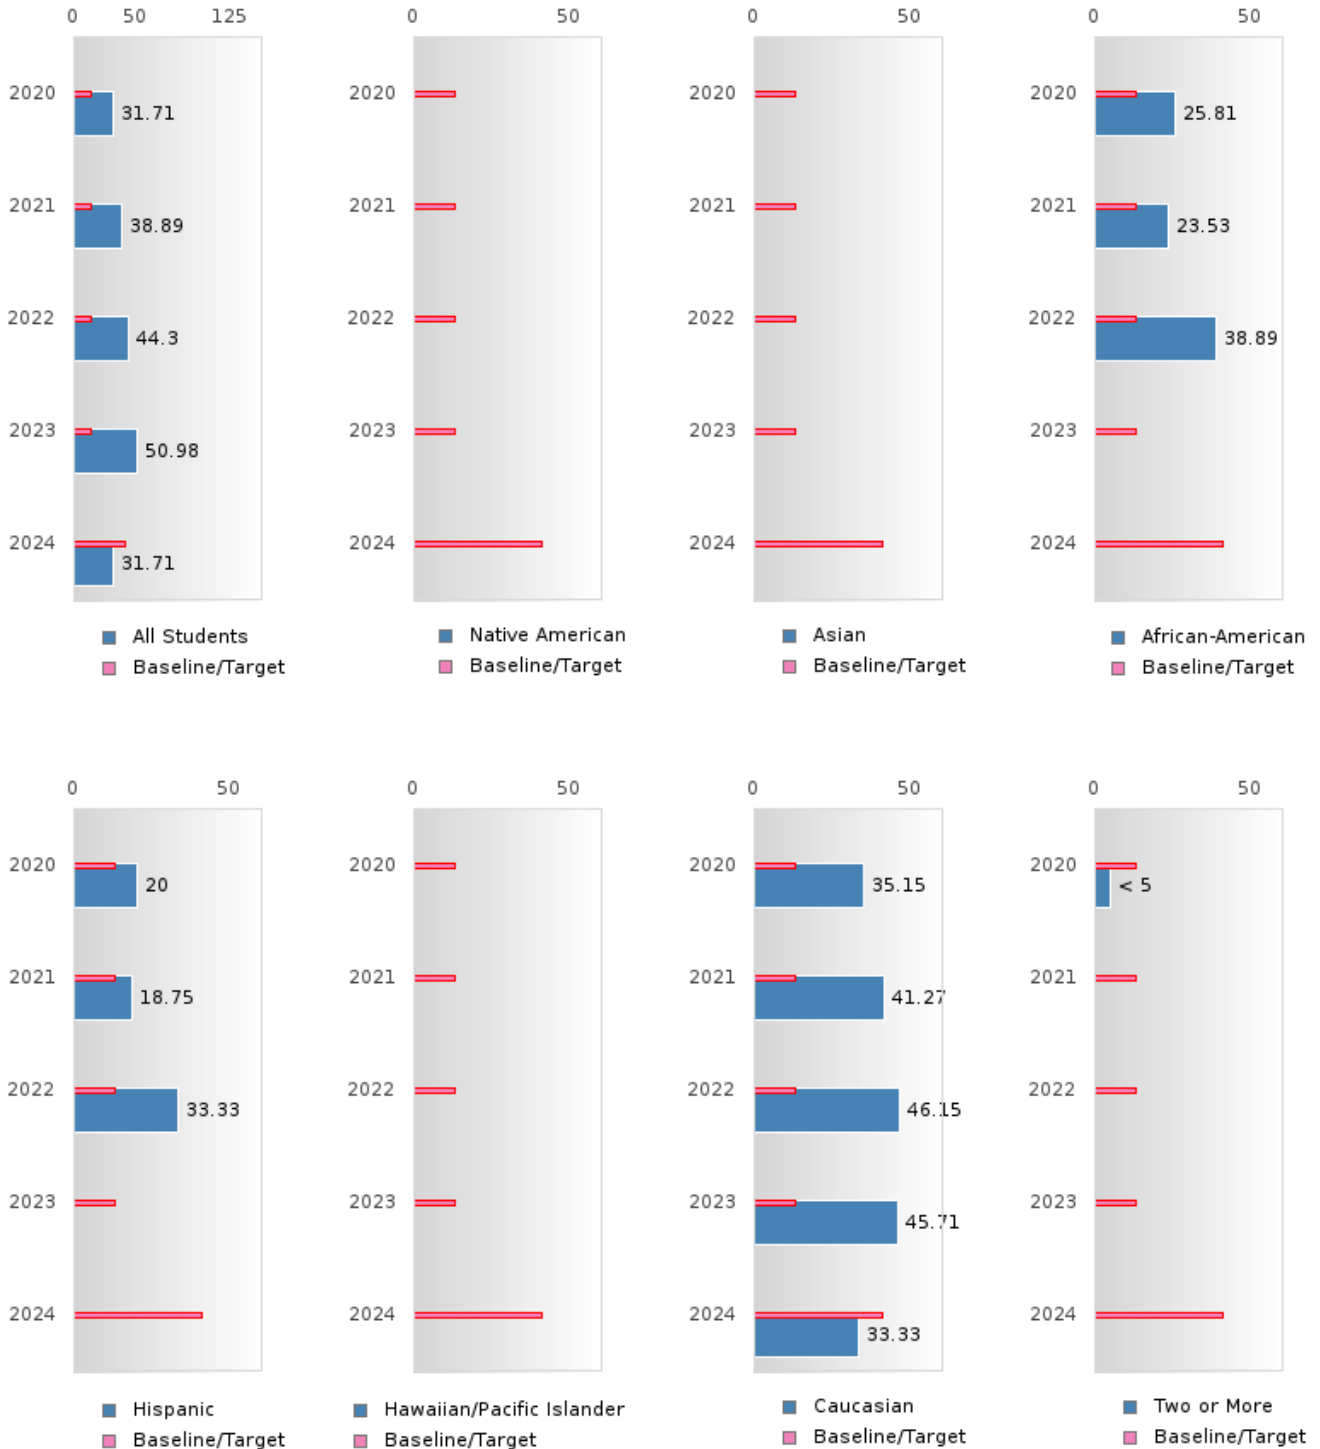 0 50 125
2020 31.71
2021 38.89
2022 44.3
2023 50.98
2024 31.71
All Students
Baseline/Target
0 50
2020
2021
2022
2023
2024
Native American
Baseline/Target
0 50
2020
2021
2022
2023
2024
Asian
Baseline/Target
0 50
2020 25.81
2021 23.53
2022 38.89
2023
2024
African-American
Baseline/Target
0 50
2020 20
2021 18.75
2022 33.33
2023
2024
Hispanic
Baseline/Target
0 50
2020
2021
2022
2023
2024
Hawaiian/Pacific Islander
Baseline/Target
0 50
2020 35.15
2021 41.27
2022 46.15
2023 45.71
2024 33.33
Caucasian
Baseline/Target
0 50
2020 < 5
2021
2022
2023
2024
Two or More
Baseline/Target